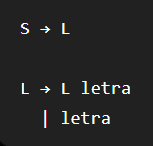 S → L
L → L letra
| letra